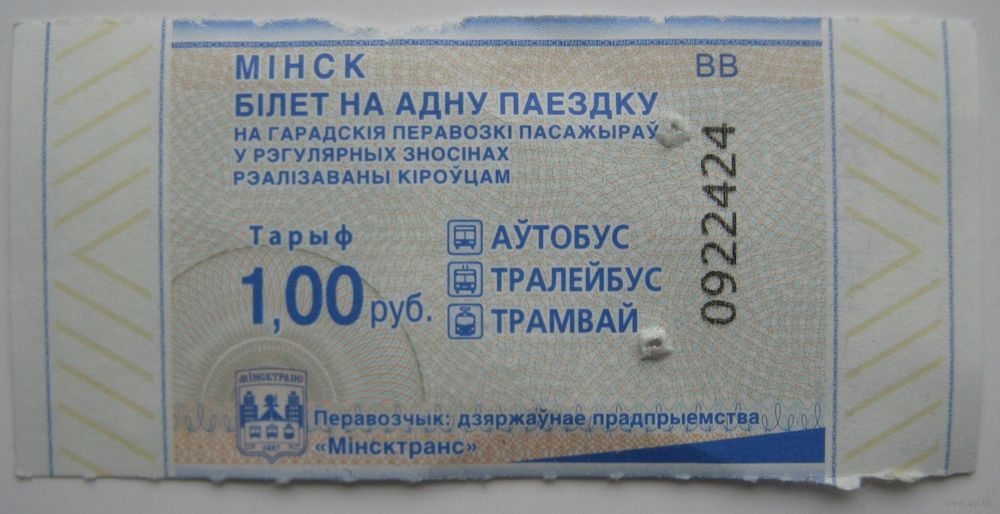 МІНСК
ВВ
БІЛЕТ НА АДНУ ПАЕЗДКУ
НА ГАРАДСКІЯ ПЕРАВОЗКІ ПАСАЖЫРАЎ
У РЭГУЛЯРНЫХ ЗНОСІНАХ
РЭАЛІЗАВАНЫ КІРОЎЦАМ
0922424
Тарыф
1,00 руб.
АЎТОБУС
ТРАЛЕЙБУС
ТРАМВАЙ
МІНСКТРАНС
Перавозчык: дзяржаўнае прадпрыемства
«Мінсктранс»